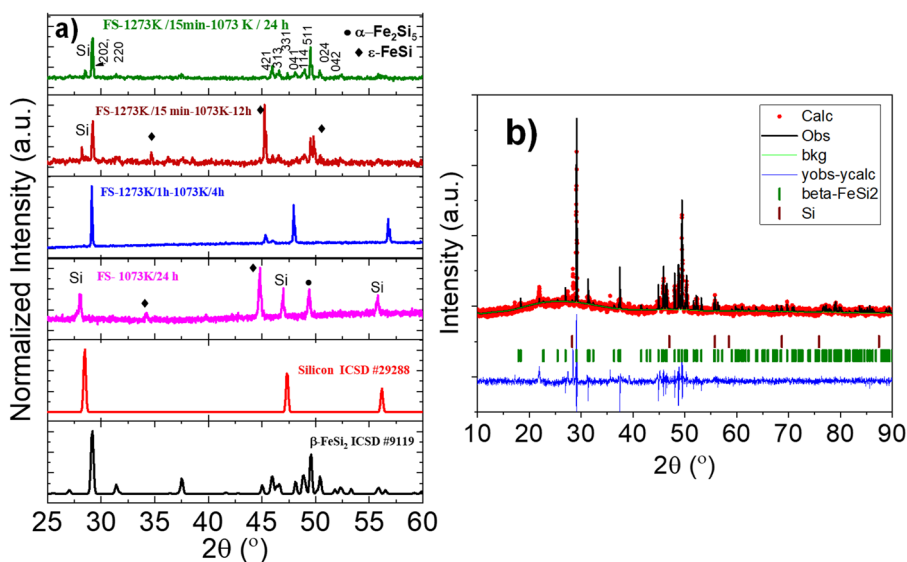 a)
FS-1273K/15min-1073 K / 24 h
● α–Fe₂Si₅
♦ ε-FeSi
Si
202,
220
421
313
331
041
114,
511
024
042
FS-1273K/15 min-1073K-12h
Si
FS-1273K/1h-1073K/4h
FS- 1073K/24 h
Si
Si
Si
Silicon ICSD #29288
β-FeSi₂ ICSD #9119
Normalized Intensity (a.u.)
25 30 35 40 45 50 55 60
2θ (°)
b)
Calc
Obs
bkg
yobs-ycalc
beta-FeSi2
Si
Intensity (a.u.)
10 20 30 40 50 60 70 80 90
2θ (°)